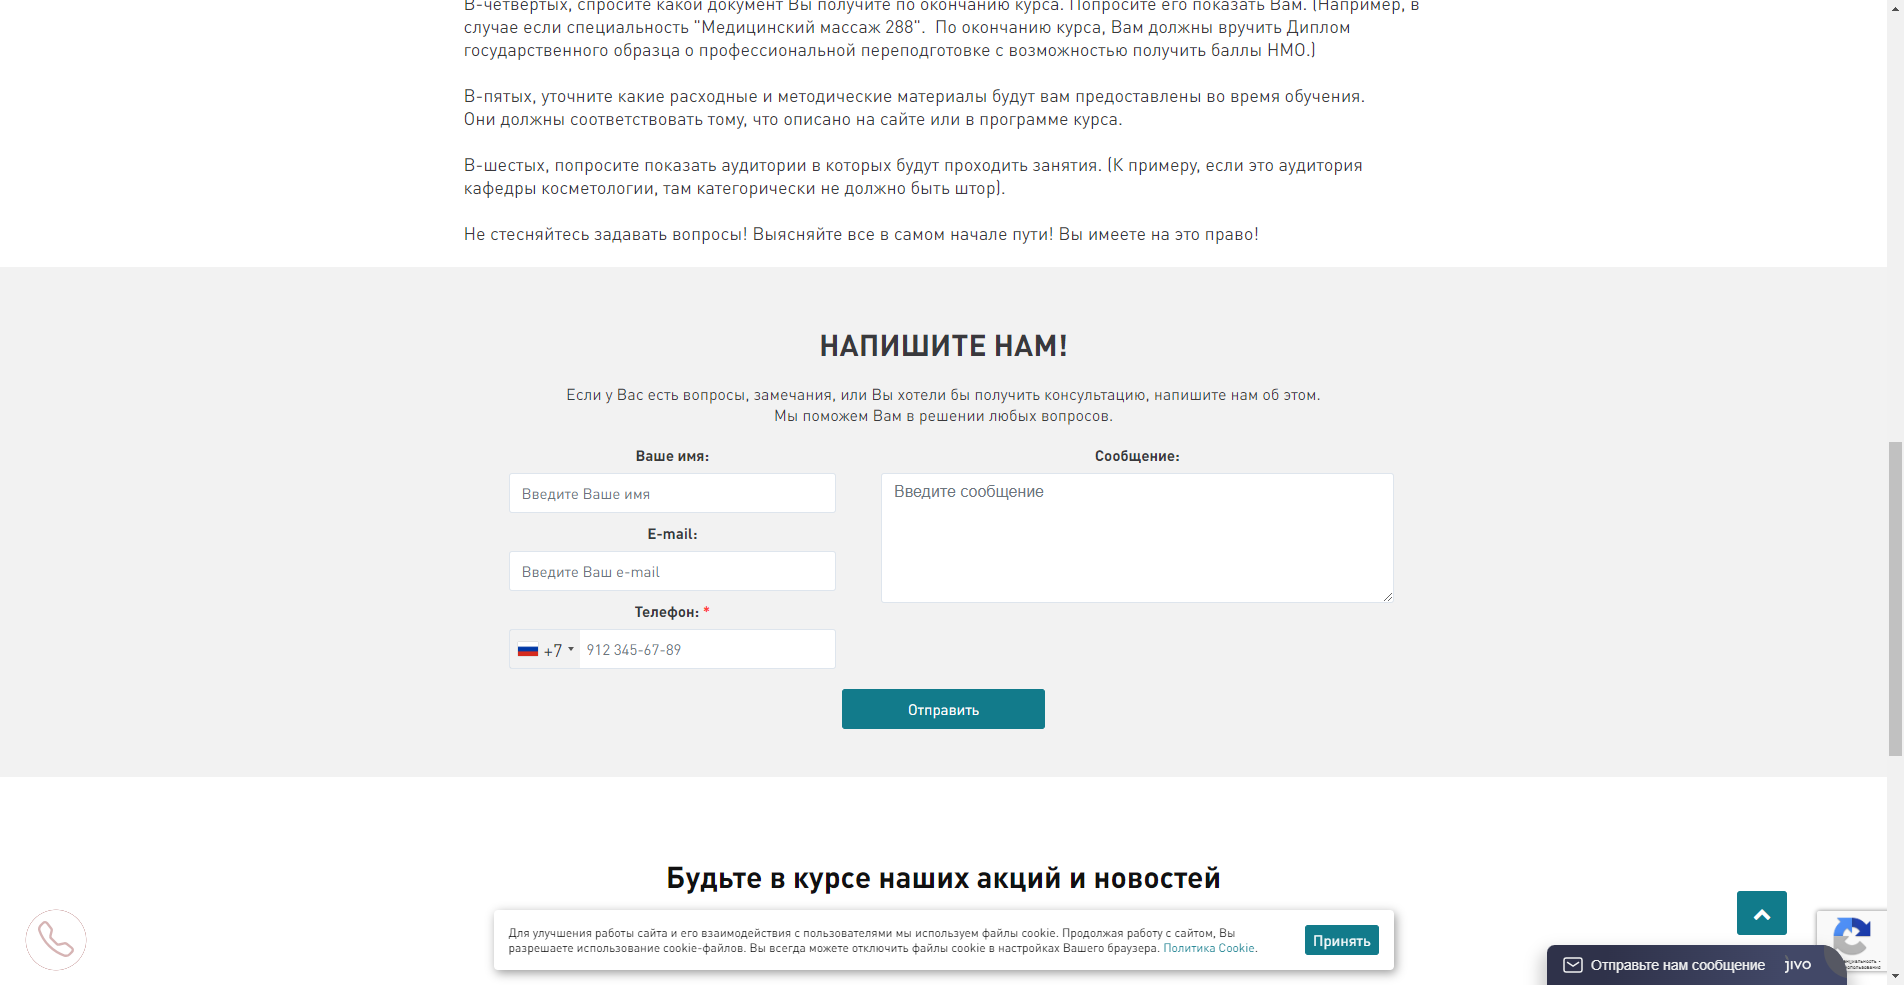 В-четвертых, спросите какой документ Вы получите по окончанию курса. Попросите его показать Вам. (Например, в
случае если специальность "Медицинский массаж 288".  По окончанию курса, Вам должны вручить Диплом
государственного образца о профессиональной переподготовке с возможностью получить баллы НМО.)
В-пятых, уточните какие расходные и методические материалы будут вам предоставлены во время обучения.
Они должны соответствовать тому, что описано на сайте или в программе курса.
В-шестых, попросите показать аудитории в которых будут проходить занятия. (К примеру, если это аудитория
кафедры косметологии, там категорически не должно быть штор).
Не стесняйтесь задавать вопросы! Выясняйте все в самом начале пути! Вы имеете на это право!
НАПИШИТЕ НАМ!
Если у Вас есть вопросы, замечания, или Вы хотели бы получить консультацию, напишите нам об этом.
Мы поможем Вам в решении любых вопросов.
Ваше имя:
Введите Ваше имя
E-mail:
Введите Ваш e-mail
Телефон: *
+7
912 345-67-89
Сообщение:
Введите сообщение
Отправить
Будьте в курсе наших акций и новостей
Для улучшения работы сайта и его взаимодействия с пользователями мы используем файлы cookie. Продолжая работу с сайтом, Вы
разрешаете использование cookie-файлов. Вы всегда можете отключить файлы cookie в настройках Вашего браузера. Политика Cookie.
Принять
Отправьте нам сообщение
jivo